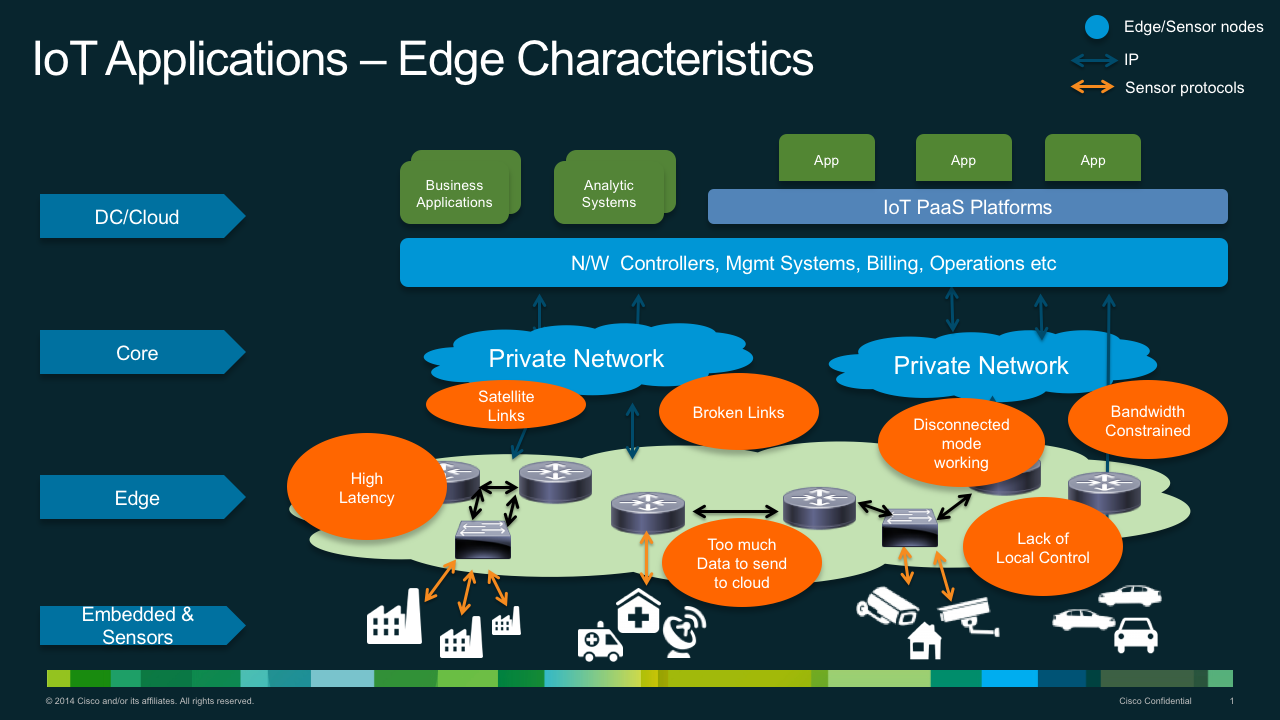 IoT Applications – Edge Characteristics
Edge/Sensor nodes
IP
Sensor protocols
App
App
App
Business
Applications
Analytic
Systems
DC/Cloud
IoT PaaS Platforms
N/W  Controllers, Mgmt Systems, Billing, Operations etc
Core
Private Network
Private Network
Satellite
Links
Broken Links
Disconnected
mode
working
Bandwidth
Constrained
High
Latency
Edge
Too much
Data to send
to cloud
Lack of
Local Control
Embedded &
Sensors
© 2014 Cisco and/or its affiliates. All rights reserved.
Cisco Confidential
1